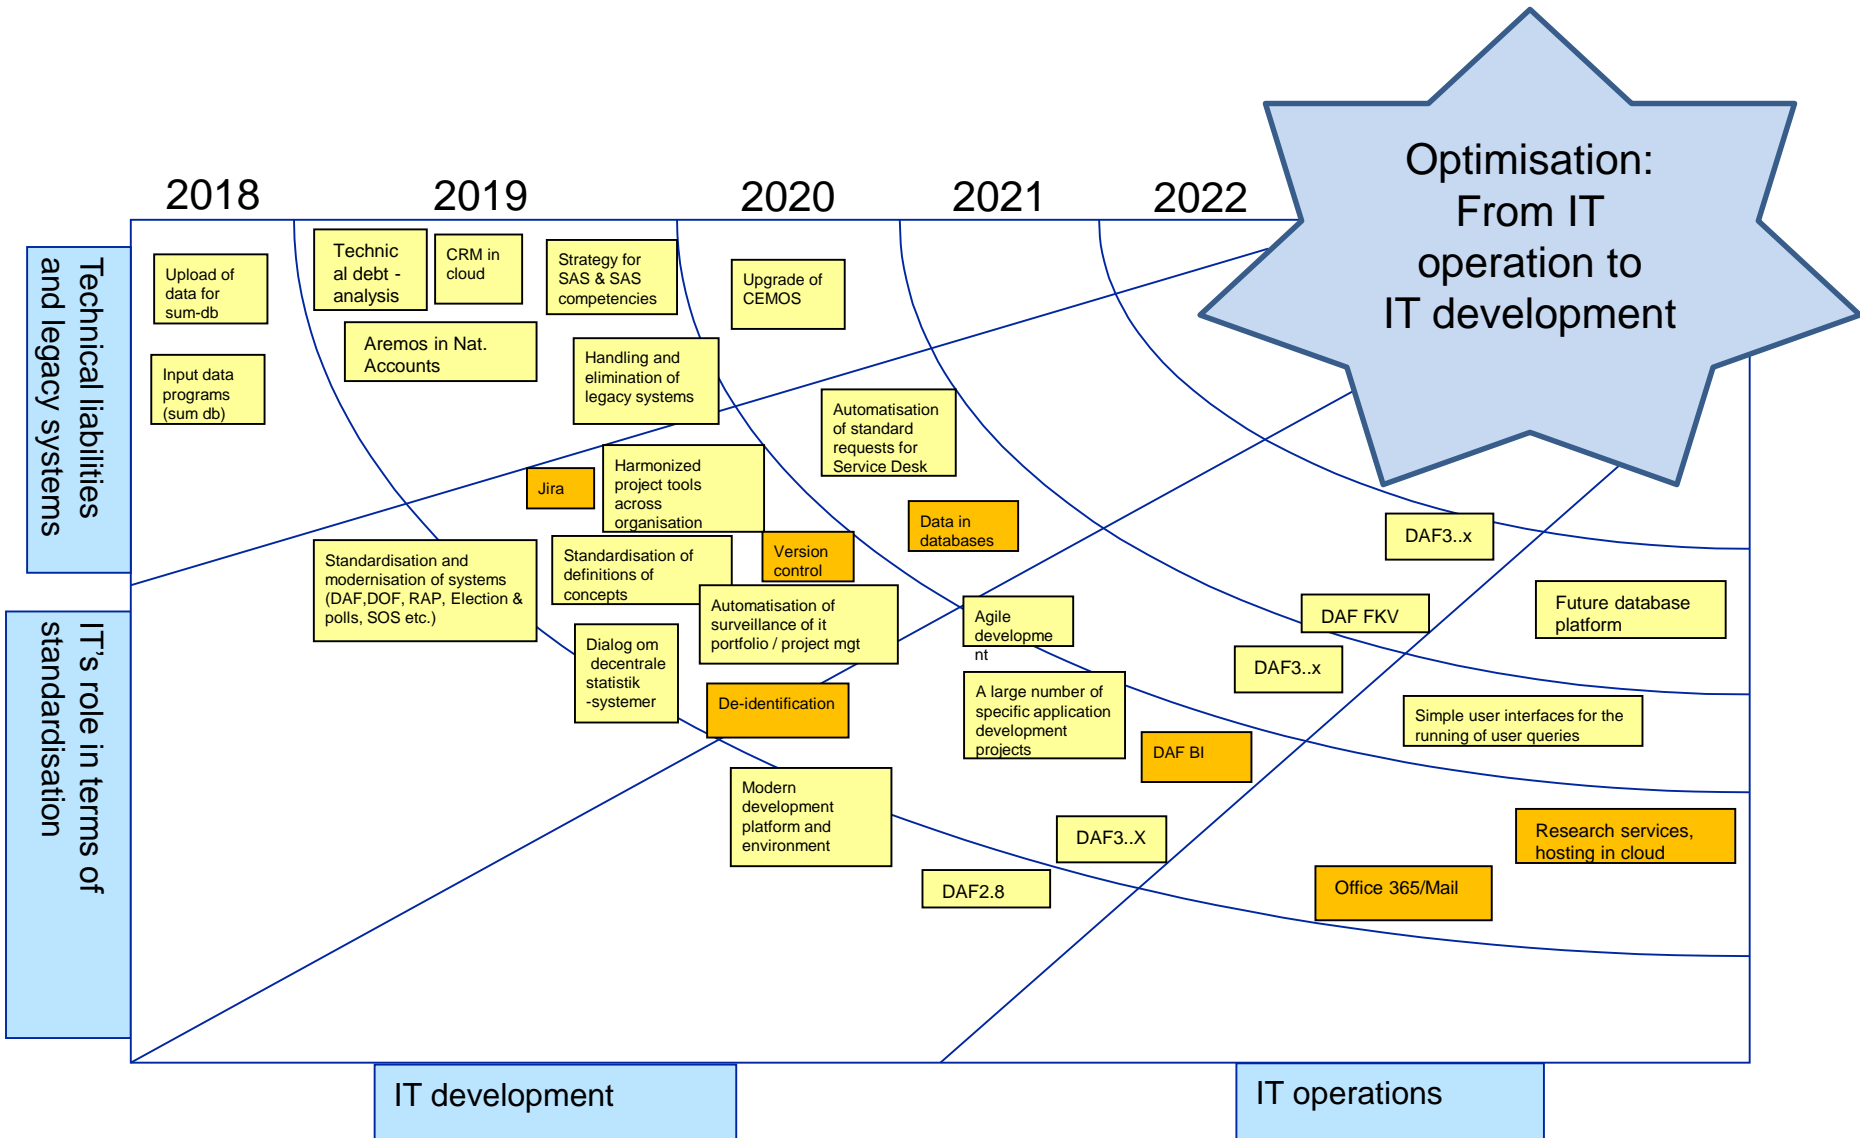 2018
2019
2020
2021
2022
Optimisation:
From IT
operation to
IT development
Technical liabilities
and legacy systems
IT's role in terms of
standardisation
Upload of
data for
sum-db
Input data
programs
(sum db)
Technic
al debt -
analysis
CRM in
cloud
Strategy for
SAS & SAS
competencies
Upgrade of
CEMOS
Aremos in Nat.
Accounts
Handling and
elimination of
legacy systems
Automatisation
of standard
requests for
Service Desk
Jira
Harmonized
project tools
across
organisation
Data in
databases
DAF3..x
Standardisation and
modernisation of systems
(DAF,DOF, RAP, Election &
polls, SOS etc.)
Standardisation of
definitions of
concepts
Version
control
Automatisation of
surveillance of it
portfolio / project mgt
Agile
developme
nt
DAF FKV
Future database
platform
Dialog om
decentrale
statistik
-systemer
De-identification
A large number of
specific application
development
projects
DAF3..x
Simple user interfaces for the
running of user queries
DAF BI
Modern
development
platform and
environment
DAF3..X
Research services,
hosting in cloud
DAF2.8
Office 365/Mail
IT development
IT operations